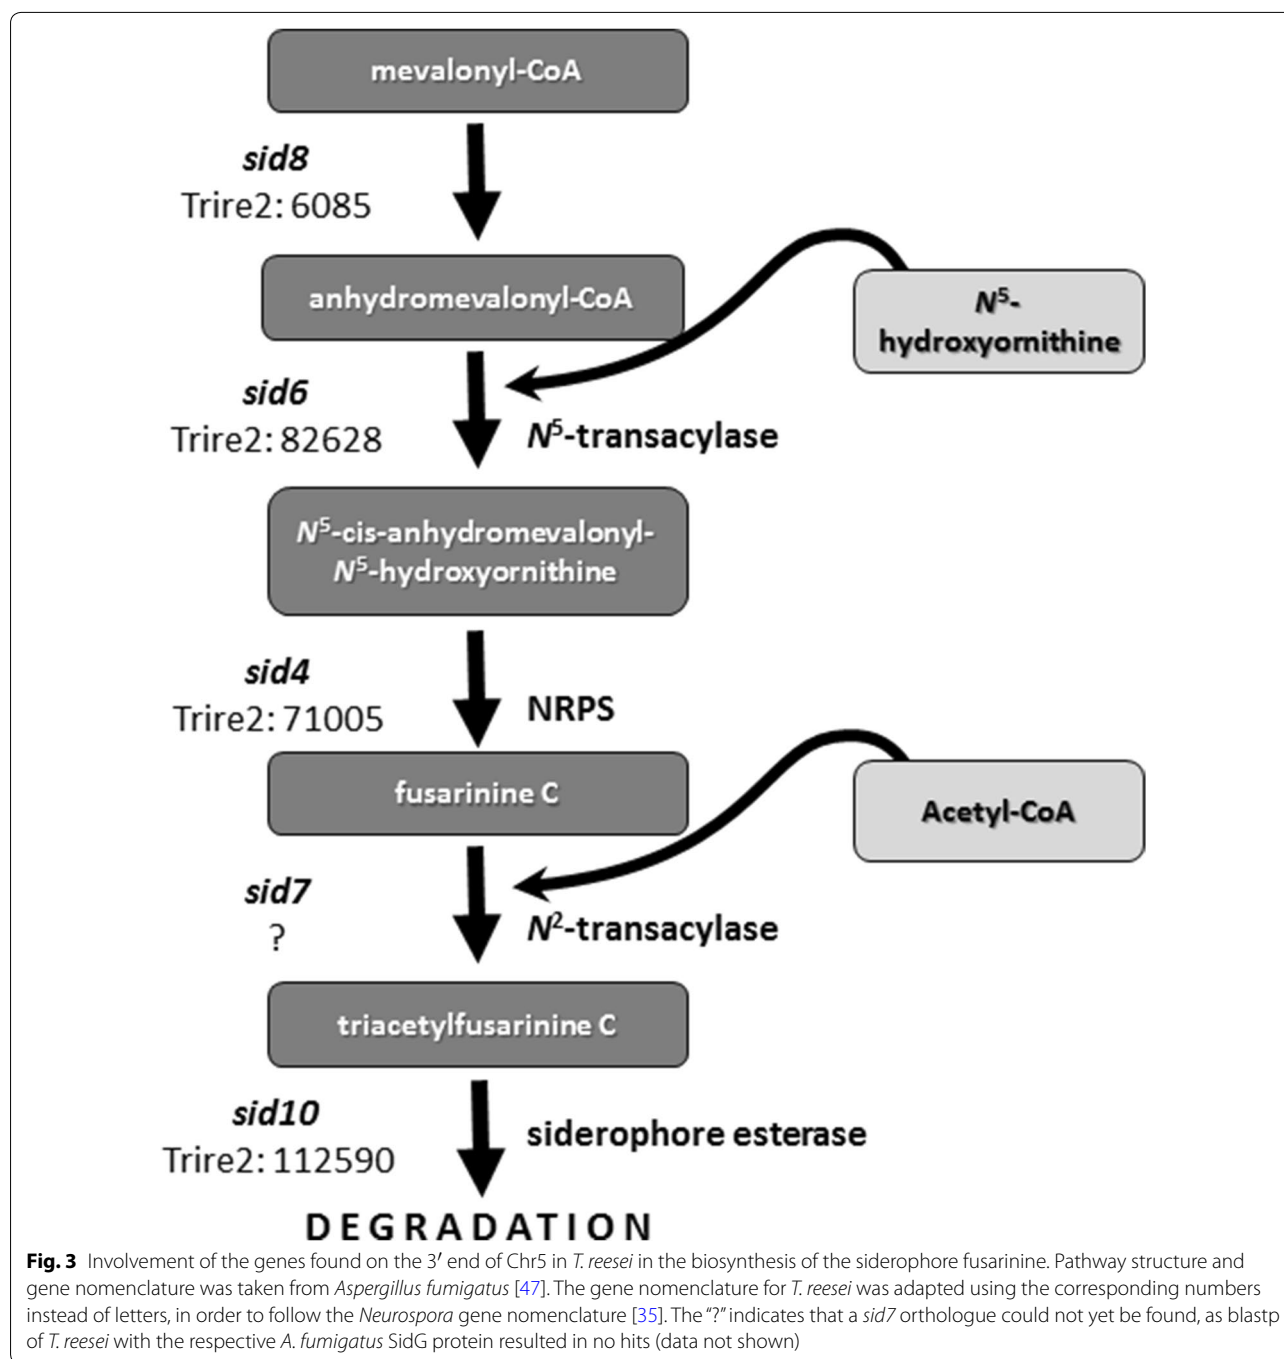 mevalonyl-CoA
sid8
Trire2: 6085
anhydromevalonyl-CoA
N⁵-
hydroxyornithine
sid6
Trire2: 82628
N⁵-transacylase
N⁵-cis-anhydromevalonyl-
N⁵-hydroxyornithine
sid4
Trire2: 71005
NRPS
fusarinine C
Acetyl-CoA
sid7
?
N²-transacylase
triacetylfusarinine C
sid10
Trire2: 112590
siderophore esterase
DEGRADATION
Fig. 3 Involvement of the genes found on the 3′ end of Chr5 in T. reesei in the biosynthesis of the siderophore fusarinine. Pathway structure and
gene nomenclature was taken from Aspergillus fumigatus [47]. The gene nomenclature for T. reesei was adapted using the corresponding numbers
instead of letters, in order to follow the Neurospora gene nomenclature [35]. The “?” indicates that a sid7 orthologue could not yet be found, as blastp
of T. reesei with the respective A. fumigatus SidG protein resulted in no hits (data not shown)